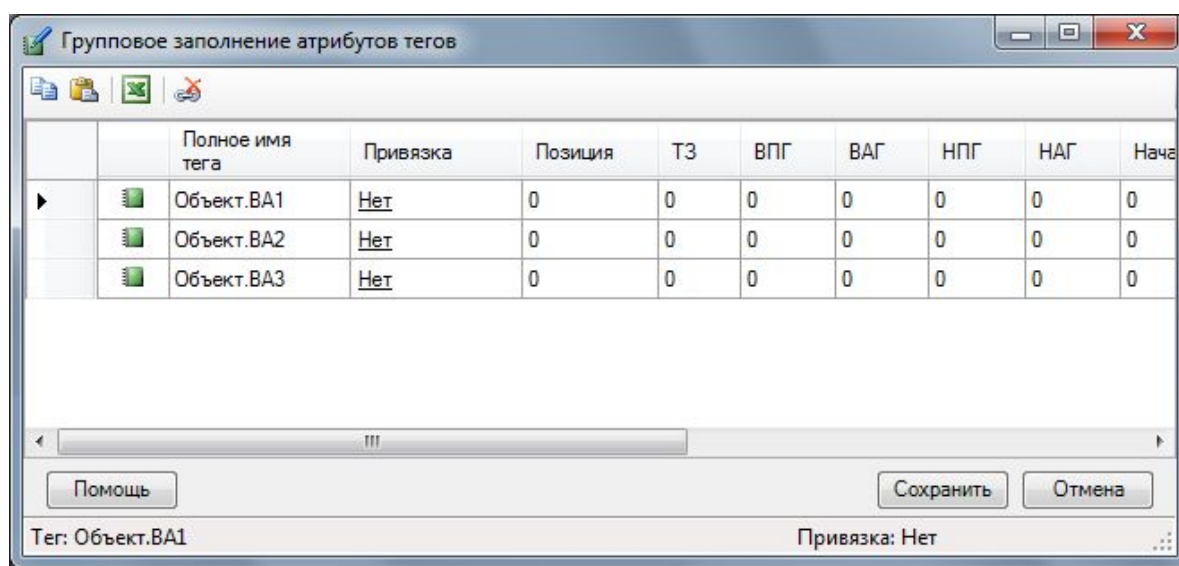 Групповое заполнение атрибутов тегов
Полное имя тега Привязка Позиция ТЗ ВПГ ВАГ НПГ НАГ Нача
Объект.ВА1 Нет 0 0 0 0 0 0 0
Объект.ВА2 Нет 0 0 0 0 0 0 0
Объект.ВА3 Нет 0 0 0 0 0 0 0
Помощь Сохранить Отмена
Тег: Объект.ВА1 Привязка: Нет